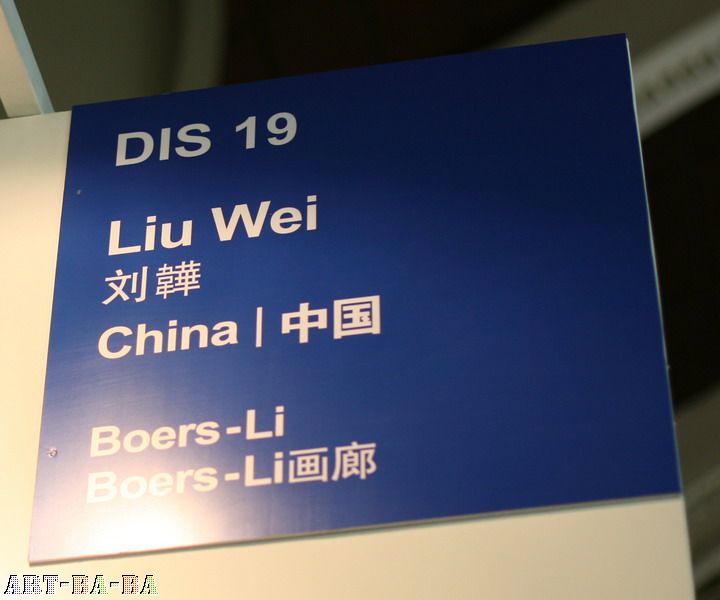 DIS 19
Liu Wei
刘韡
China | 中国
Boers-Li
Boers-Li画廊
ART-BA-BA